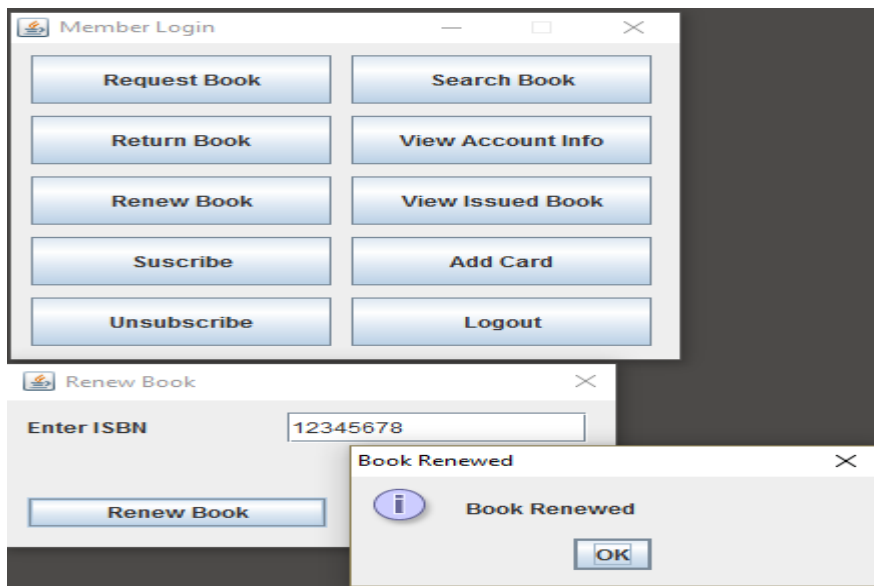 Member Login
Request Book Search Book
Return Book View Account Info
Renew Book View Issued Book
Suscribe Add Card
Unsubscribe Logout
Renew Book
Enter ISBN 12345678
Renew Book
Book Renewed
Book Renewed
OK